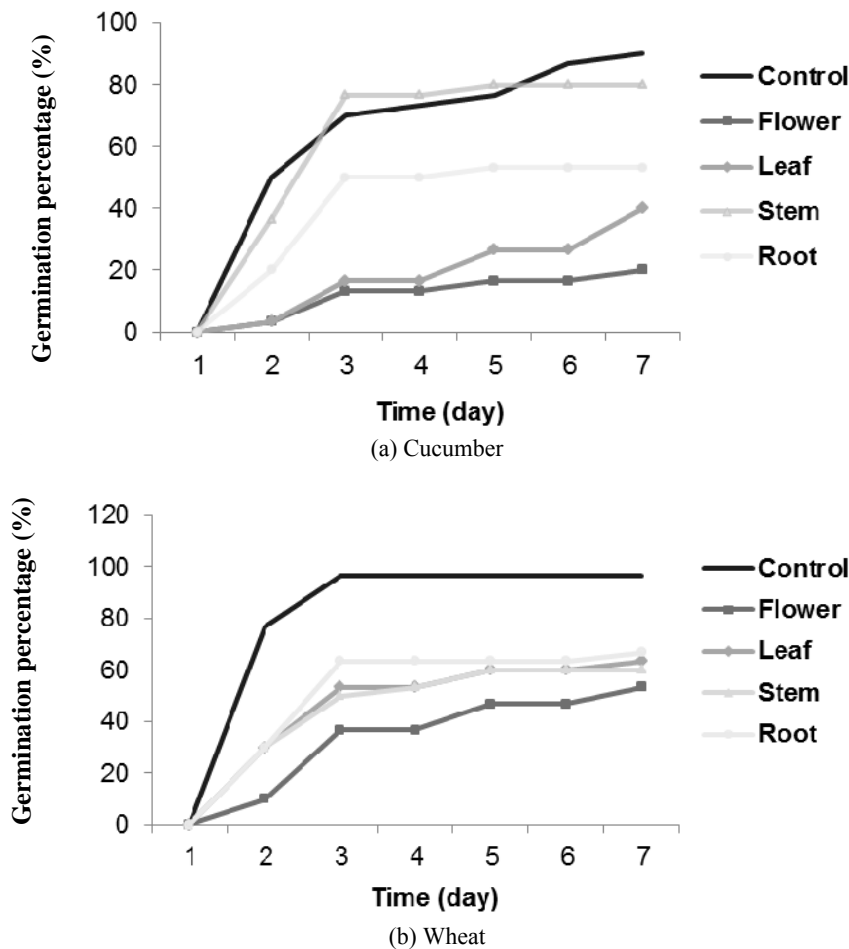 Germination percentage (%)
100
80
60
40
20
0
1 2 3 4 5 6 7
Time (day)
Control
Flower
Leaf
Stem
Root
(a) Cucumber
Germination percentage (%)
120
100
80
60
40
20
0
1 2 3 4 5 6 7
Time (day)
Control
Flower
Leaf
Stem
Root
(b) Wheat